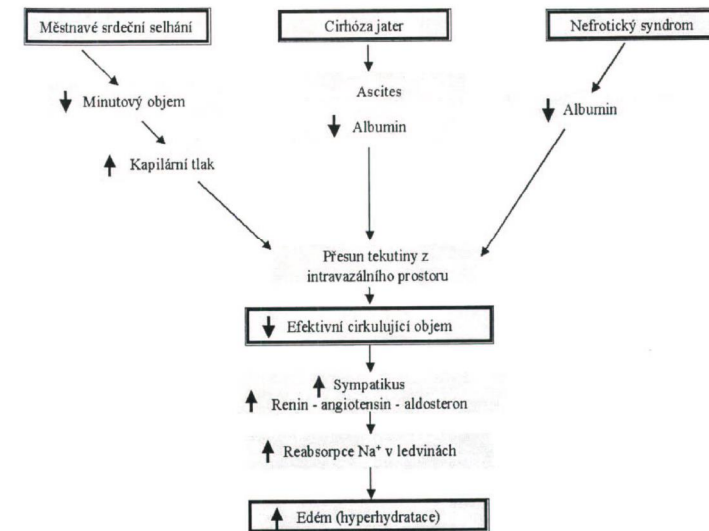 Městnavé srdeční selhání
Cirhóza jater
Nefrotický syndrom
Minutový objem
Ascites
Albumin
Albumin
Kapilární tlak
Přesun tekutiny z
intravazálního prostoru
Efektivní cirkulující objem
Sympatikus
Renin - angiotensin - aldosteron
Reabsorpce Na⁺ v ledvinách
Edém (hyperhydratace)